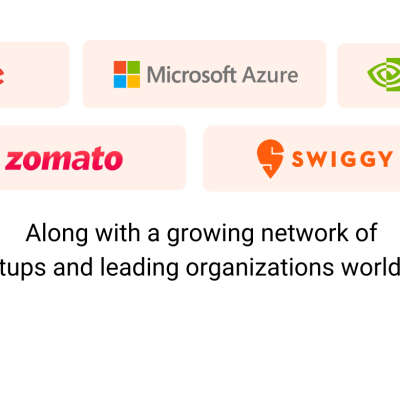 Microsoft Azure
zomato
SWIGGY
Along with a growing network of
tups and leading organizations world